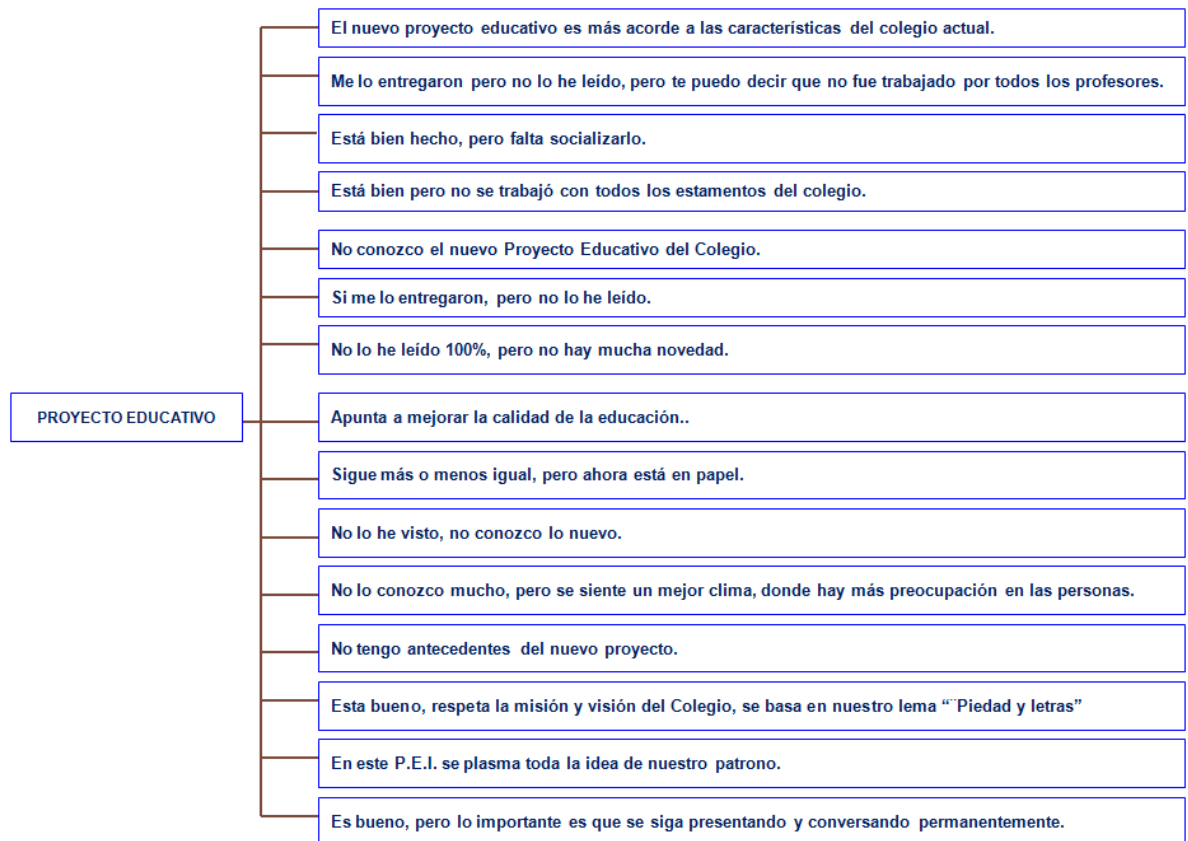 El nuevo proyecto educativo es más acorde a las características del colegio actual.
Me lo entregaron pero no lo he leído, pero te puedo decir que no fue trabajado por todos los profesores.
Está bien hecho, pero falta socializarlo.
Está bien pero no se trabajó con todos los estamentos del colegio.
No conozco el nuevo Proyecto Educativo del Colegio.
Si me lo entregaron, pero no lo he leído.
No lo he leído 100%, pero no hay mucha novedad.
PROYECTO EDUCATIVO
Apunta a mejorar la calidad de la educación..
Sigue más o menos igual, pero ahora está en papel.
No lo he visto, no conozco lo nuevo.
No lo conozco mucho, pero se siente un mejor clima, donde hay más preocupación en las personas.
No tengo antecedentes del nuevo proyecto.
Esta bueno, respeta la misión y visión del Colegio, se basa en nuestro lema “¨Piedad y letras”
En este P.E.I. se plasma toda la idea de nuestro patrono.
Es bueno, pero lo importante es que se siga presentando y conversando permanentemente.